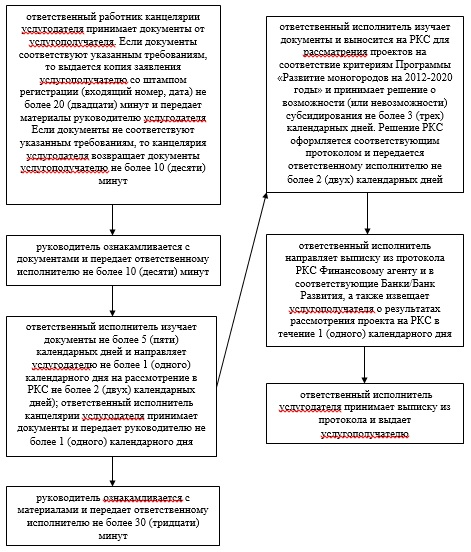 ответственный работник канцелярии
услугодателя принимает документы от
услугополучателя. Если документы
соответствуют указанным требованиям,
то выдается копия заявления
услугополучателю со штампом
регистрации (входящий номер, дата) не
более 20 (двадцати) минут и передает
материалы руководителю услугодателя
Если документы не соответствуют
указанным требованиям, то канцелярия
услугодателя возвращает документы
услугополучателю не более 10 (десяти)
минут
руководитель ознакамливается с
документами и передает ответственному
исполнителю не более 10 (десяти) минут
ответственный исполнитель изучает
документы не более 5 (пяти)
календарных дней и направляет
услугодателю не более 1 (одного)
календарного дня на рассмотрение в
РКС не более 2 (двух) календарных
дней); ответственный исполнитель
канцелярии услугодателя принимает
документы и передает руководителю не
более 1 (одного) календарного дня
руководитель ознакамливается с
материалами и передает ответственному
исполнителю не более 30 (тридцати)
минут
ответственный исполнитель изучает
документы и выносится на РКС для
рассматрения проектов на
соответствие критериям Программы
«Развитие моногородов на 2012-2020
годы» и принимает решение о
возможности (или невозможности)
субсидирования не более 3 (трех)
календарных дней. Решение РКС
оформляется соответствующим
протоколом и передается
ответственному исполнителю не
более 2 (двух) календарных дней
ответственный исполнитель
направляет выписку из протокола
РКС Финансовому агенту и в
соответствующие Банки/Банк
Развития, а также извещает
услугополучателя о результатах
рассмотрения проекта на РКС в
течение 1 (одного) календарного дня
ответственный исполнитель
услугодателя принимает выписку из
протокола и выдает
услугополучателю